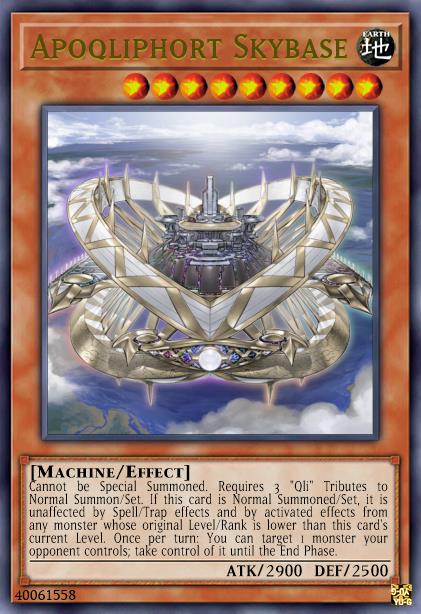 Apoqliphort Skybase
EARTH
地
[Machine/Effect]
Cannot be Special Summoned. Requires 3 "Qli" Tributes to
Normal Summon/Set. If this card is Normal Summoned/Set, it is
unaffected by Spell/Trap effects and by activated effects from
any monster whose original Level/Rank is lower than this card's
current Level. Once per turn: You can target 1 monster your
opponent controls; take control of it until the End Phase.
ATK/2900 DEF/2500
40061558